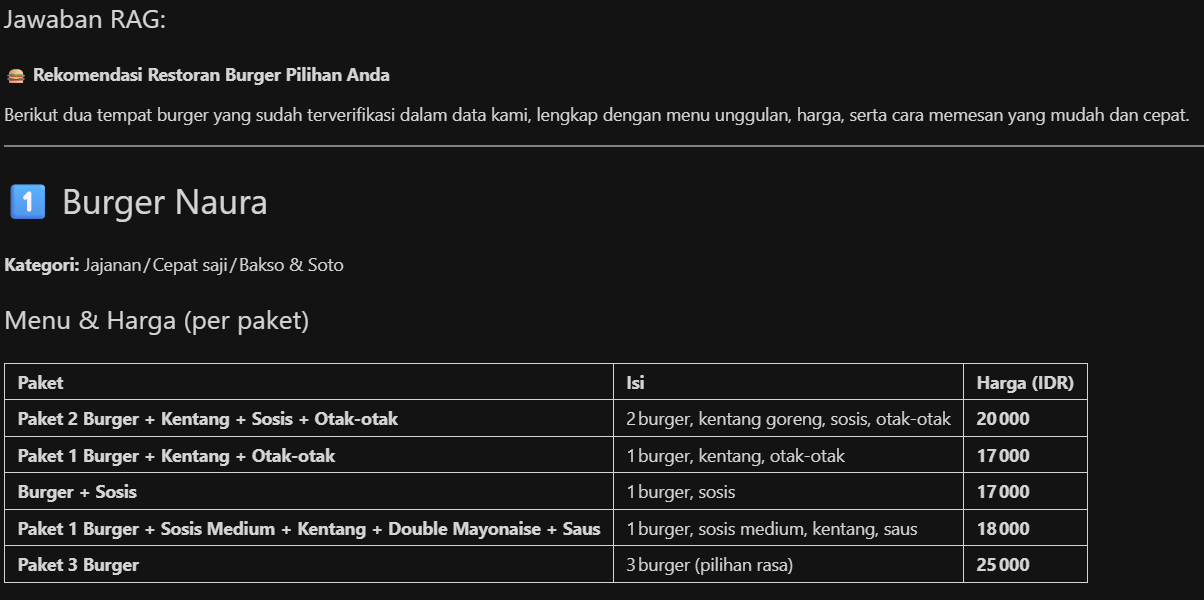 Jawaban RAG:
🍔 Rekomendasi Restoran Burger Pilihan Anda
Berikut dua tempat burger yang sudah terverifikasi dalam data kami, lengkap dengan menu unggulan, harga, serta cara memesan yang mudah dan cepat.
1️⃣ Burger Naura
Kategori: Jajanan/Cepat saji/Bakso & Soto
Menu & Harga (per paket)
Paket Isi Harga (IDR)
Paket 2 Burger + Kentang + Sosis + Otak-otak 2 burger, kentang goreng, sosis, otak-otak 20 000
Paket 1 Burger + Kentang + Otak-otak 1 burger, kentang, otak-otak 17 000
Burger + Sosis 1 burger, sosis 17 000
Paket 1 Burger + Sosis Medium + Kentang + Double Mayonaise + Saus 1 burger, sosis medium, kentang, saus 18 000
Paket 3 Burger 3 burger (pilihan rasa) 25 000